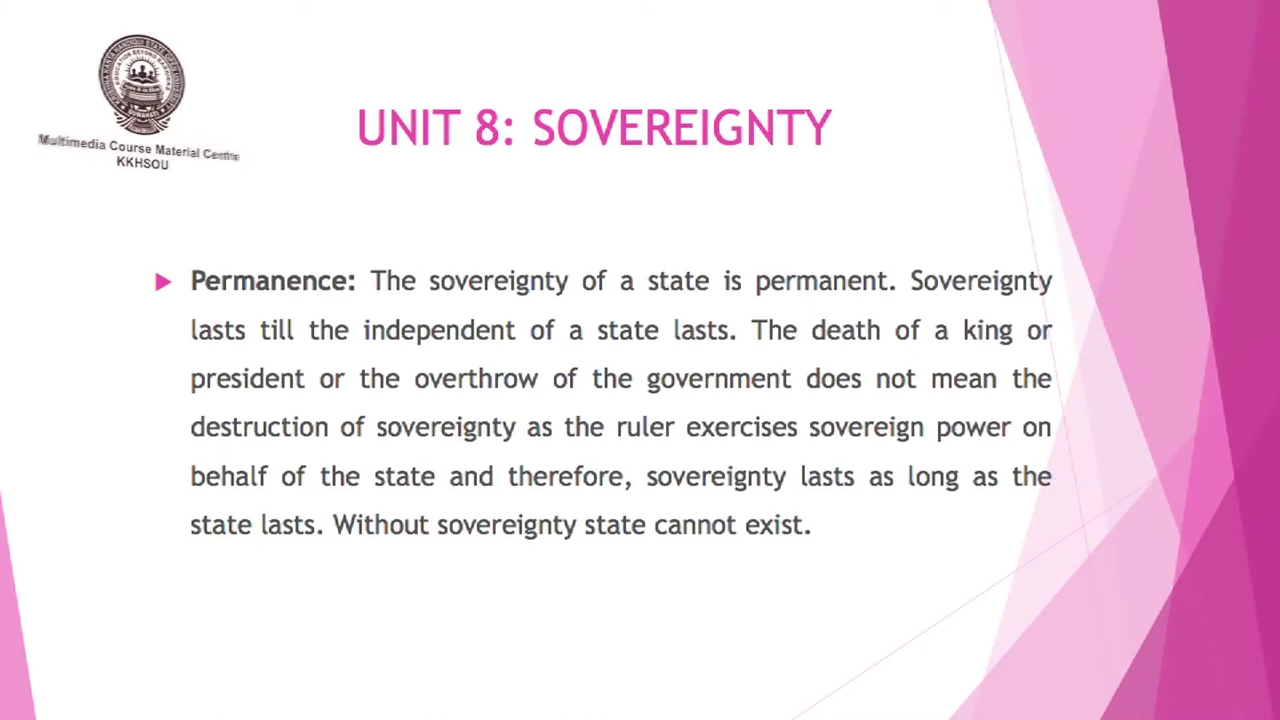 Multimedia Course Material Centre
KKHSOU
UNIT 8: SOVEREIGNTY
Permanence: The sovereignty of a state is permanent. Sovereignty
lasts till the independent of a state lasts. The death of a king or
president or the overthrow of the government does not mean the
destruction of sovereignty as the ruler exercises sovereign power on
behalf of the state and therefore, sovereignty lasts as long as the
state lasts. Without sovereignty state cannot exist.